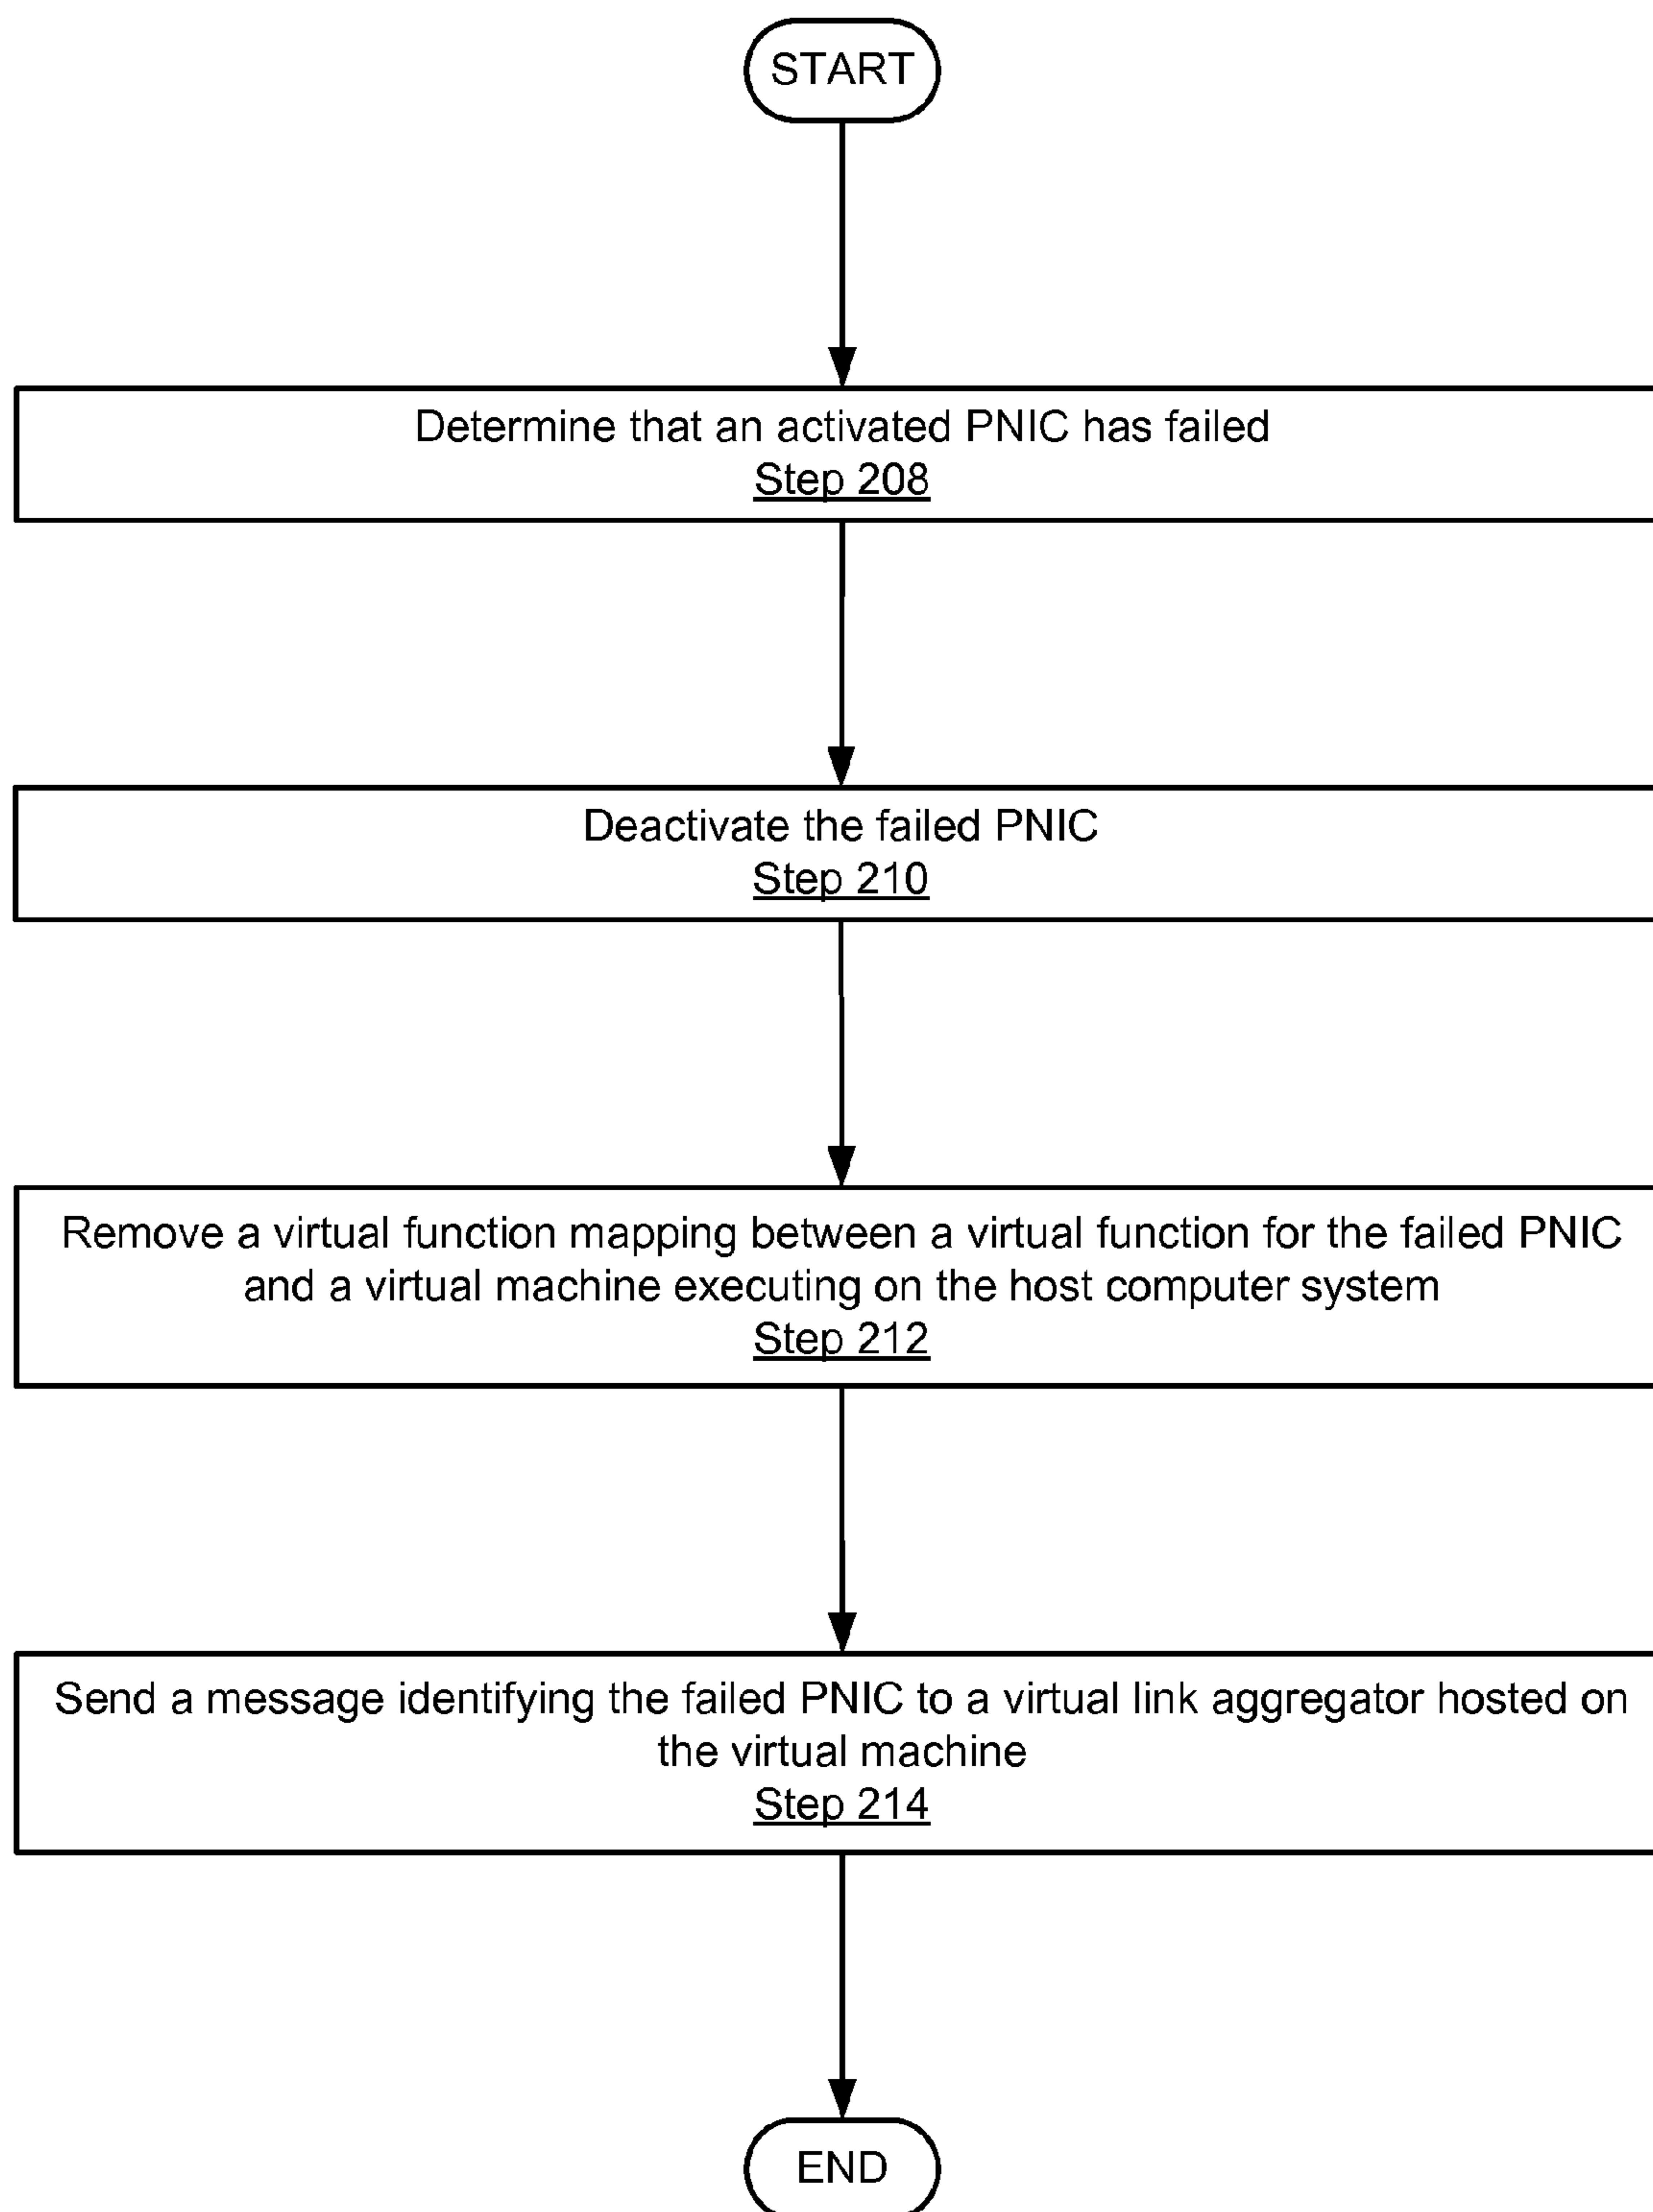 START
Determine that an activated PNIC has failed
Step 208
Deactivate the failed PNIC
Step 210
Remove a virtual function mapping between a virtual function for the failed PNIC
and a virtual machine executing on the host computer system
Step 212
Send a message identifying the failed PNIC to a virtual link aggregator hosted on
the virtual machine
Step 214
END